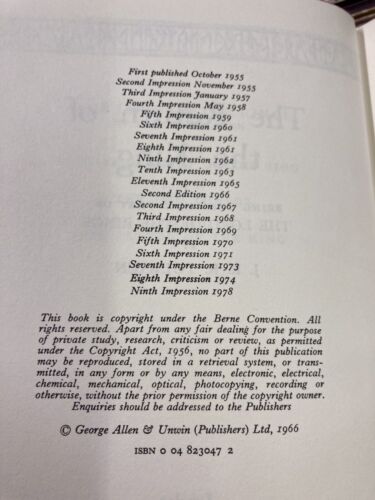 First published October 1955
Second Impression November 1955
Third Impression January 1957
Fourth Impression May 1958
Fifth Impression 1959
Sixth Impression 1960
Seventh Impression 1961
Eighth Impression 1961
Ninth Impression 1962
Tenth Impression 1963
Eleventh Impression 1965
Second Edition 1966
Second Impression 1967
Third Impression 1968
Fourth Impression 1969
Fifth Impression 1970
Sixth Impression 1971
Seventh Impression 1973
Eighth Impression 1974
Ninth Impression 1978
This book is copyright under the Berne Convention. All
rights reserved. Apart from any fair dealing for the purpose
of private study, research, criticism or review, as permitted
under the Copyright Act, 1956, no part of this publication
may be reproduced, stored in a retrieval system, or trans-
mitted, in any form or by any means, electronic, electrical,
chemical, mechanical, optical, photocopying, recording or
otherwise, without the prior permission of the copyright owner.
Enquiries should be addressed to the Publishers
© George Allen & Unwin (Publishers) Ltd, 1966
ISBN 0 04 823047 2